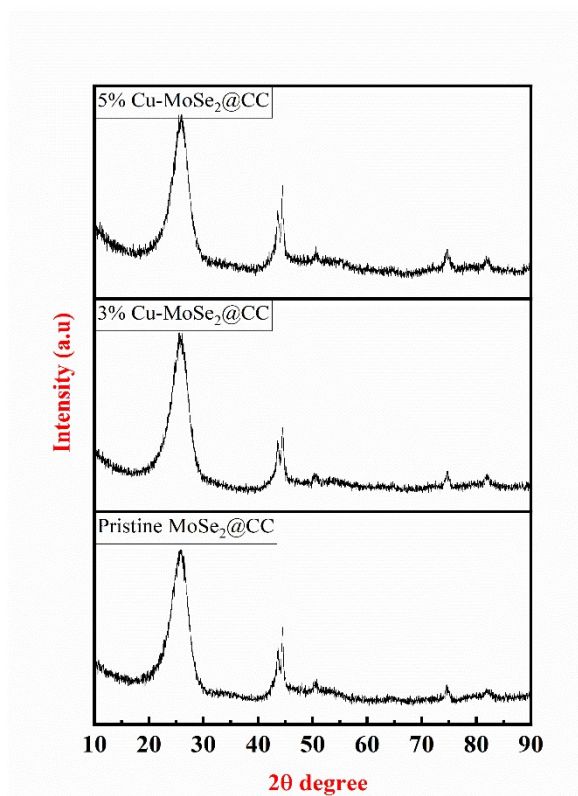 5% Cu-MoSe₂@CC
3% Cu-MoSe₂@CC
Pristine MoSe₂@CC
Intensity (a.u)
10 20 30 40 50 60 70 80 90
2θ degree